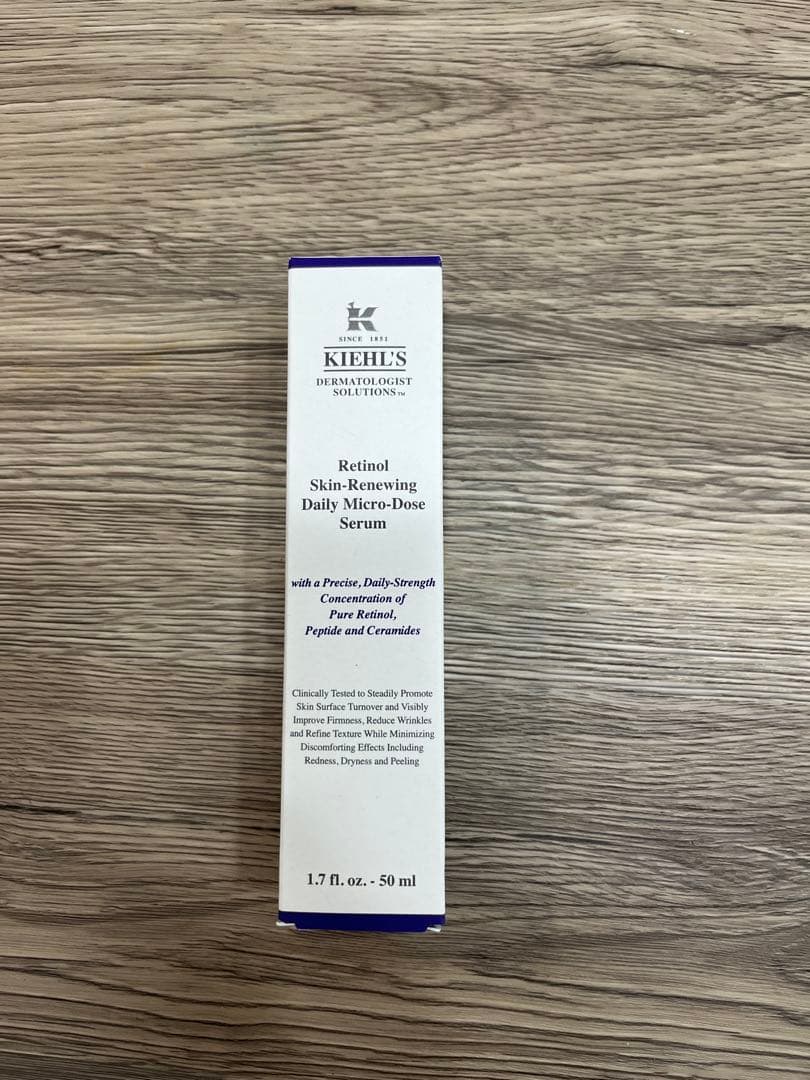 K
SINCE 1851
KIEHL'S
DERMATOLOGIST
SOLUTIONS™
Retinol
Skin-Renewing
Daily Micro-Dose
Serum
with a Precise, Daily-Strength
Concentration of
Pure Retinol,
Peptide and Ceramides
Clinically Tested to Steadily Promote
Skin Surface Turnover and Visibly
Improve Firmness, Reduce Wrinkles
and Refine Texture While Minimizing
Discomforting Effects Including
Redness, Dryness and Peeling
1.7 fl. oz. - 50 ml